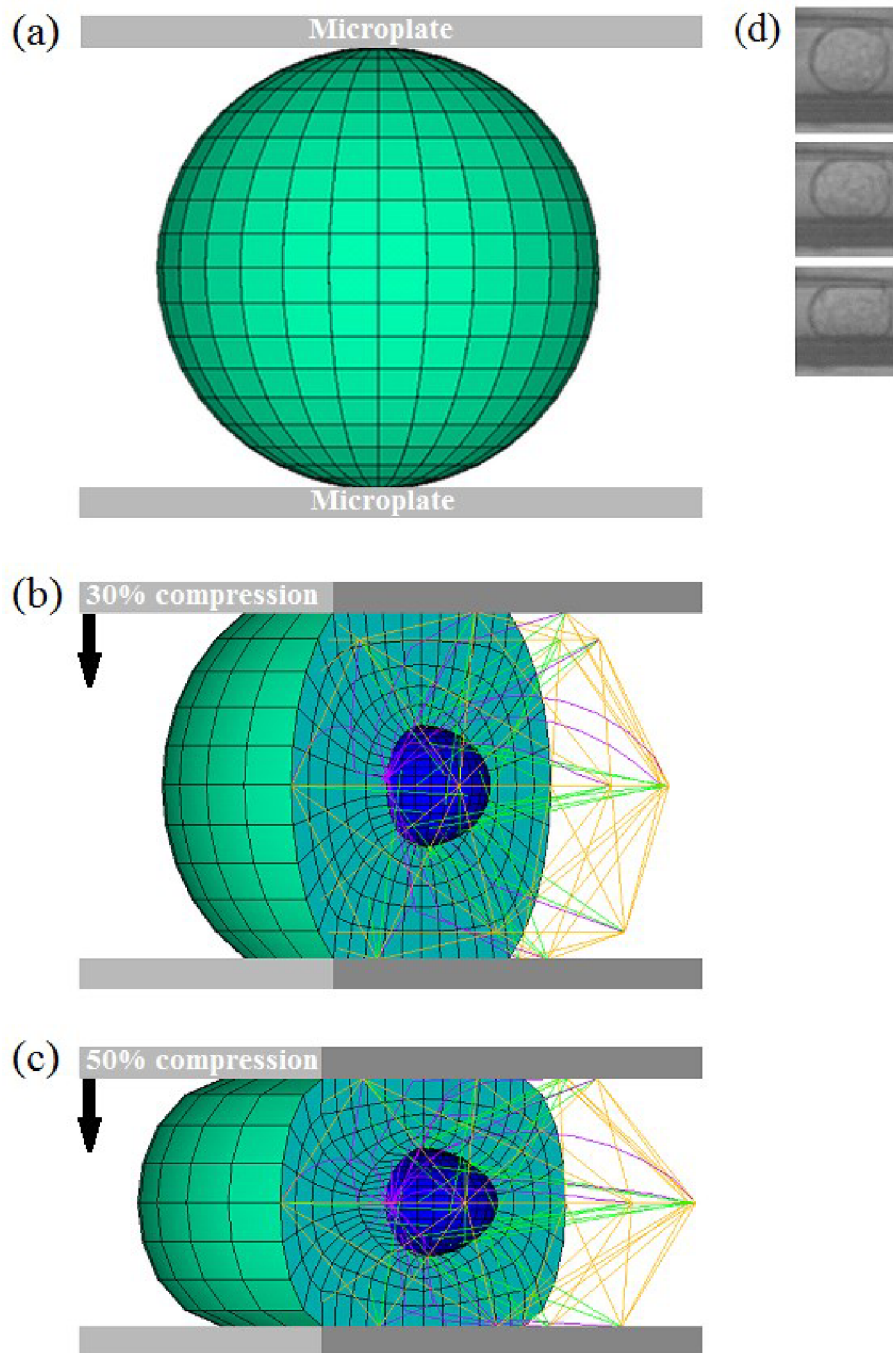 (a)
Microplate
(d)
Microplate
(b)
30% compression
(c)
50% compression